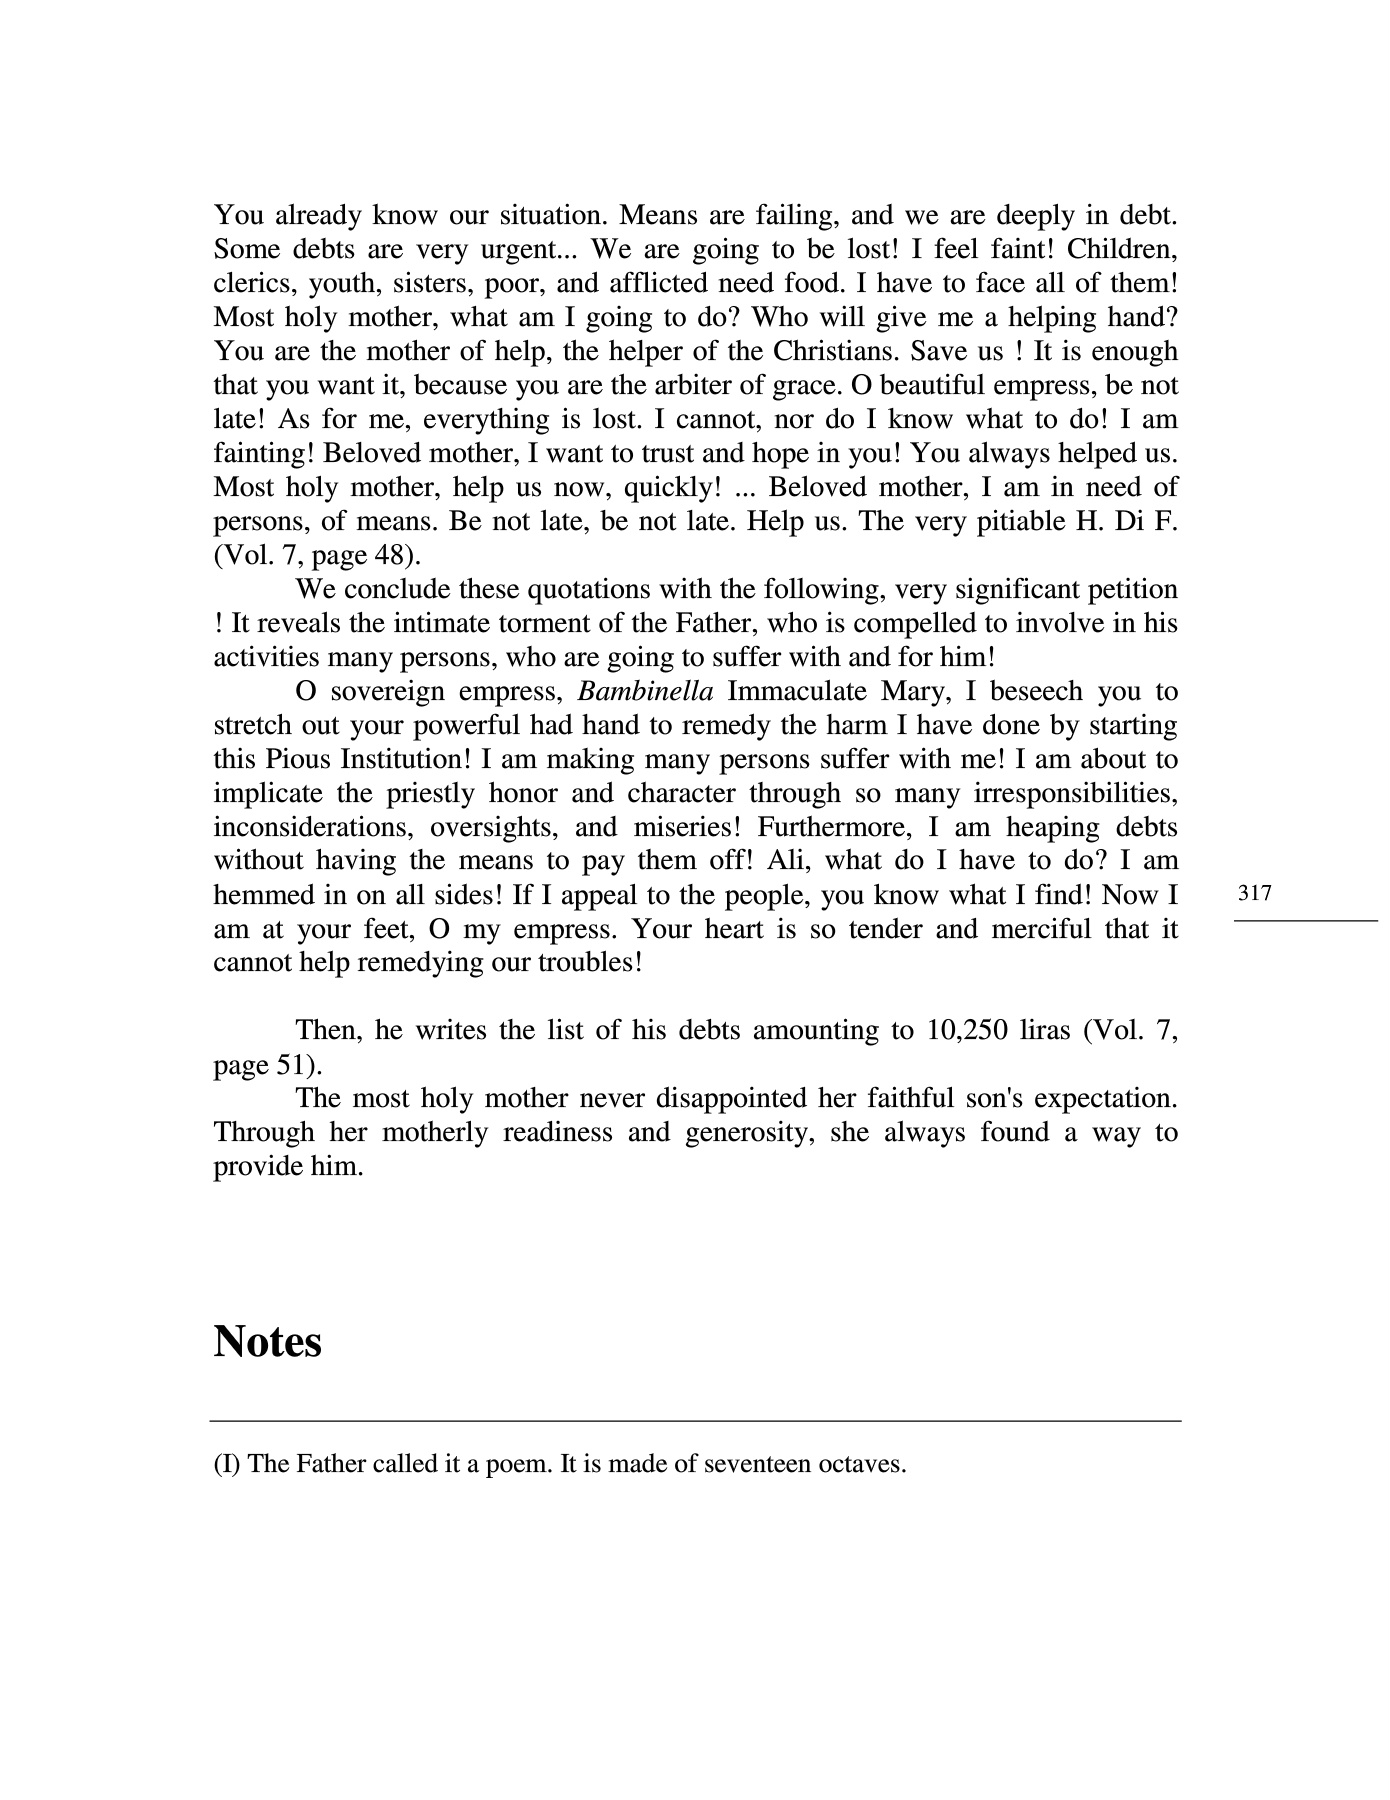 You already know our situation. Means are failing, and we are deeply in debt.
Some debts are very urgent... We are going to be lost! I feel faint! Children,
clerics, youth, sisters, poor, and afflicted need food. I have to face all of them!
Most holy mother, what am I going to do? Who will give me a helping hand?
You are the mother of help, the helper of the Christians. Save us ! It is enough
that you want it, because you are the arbiter of grace. O beautiful empress, be not
late! As for me, everything is lost. I cannot, nor do I know what to do! I am
fainting! Beloved mother, I want to trust and hope in you! You always helped us.
Most holy mother, help us now, quickly! ... Beloved mother, I am in need of
persons, of means. Be not late, be not late. Help us. The very pitiable H. Di F.
(Vol. 7, page 48).
We conclude these quotations with the following, very significant petition
! It reveals the intimate torment of the Father, who is compelled to involve in his
activities many persons, who are going to suffer with and for him!
O sovereign empress, Bambinella Immaculate Mary, I beseech you to
stretch out your powerful had hand to remedy the harm I have done by starting
this Pious Institution! I am making many persons suffer with me! I am about to
implicate the priestly honor and character through so many irresponsibilities,
inconsiderations, oversights, and miseries! Furthermore, I am heaping debts
without having the means to pay them off! Ali, what do I have to do? I am
hemmed in on all sides! If I appeal to the people, you know what I find! Now I
am at your feet, O my empress. Your heart is so tender and merciful that it
cannot help remedying our troubles!
317
Then, he writes the list of his debts amounting to 10,250 liras (Vol. 7,
page 51).
The most holy mother never disappointed her faithful son's expectation.
Through her motherly readiness and generosity, she always found a way to
provide him.
Notes
(I) The Father called it a poem. It is made of seventeen octaves.